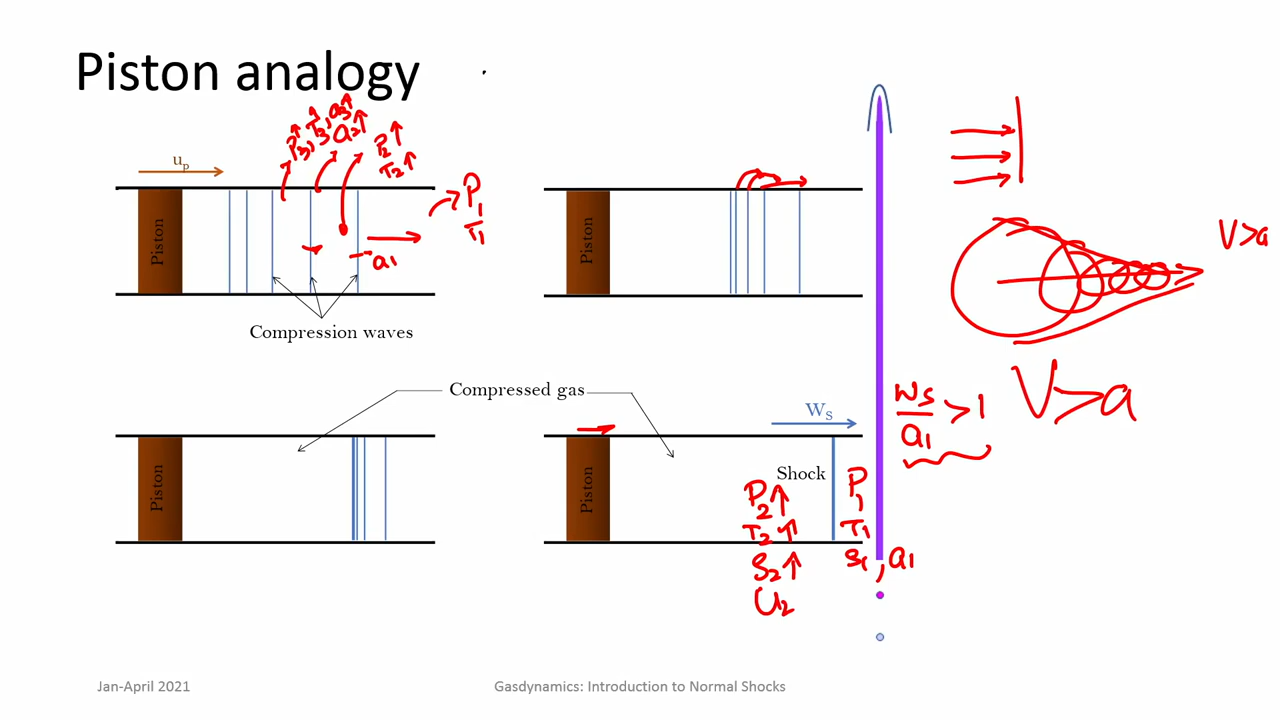 Piston analogy
u_p
P3↑, T3↑, a3↑
a2↑
P2↑
T2↑
P1
T1
a1
Piston
Piston
Compression waves
V>a
V>a
Compressed gas
W_S
Ws/a1 > 1
Piston
Piston
Shock
P2↑
T2↑
S2↑
U2
P1
T1
S1, a1
Jan-April 2021
Gasdynamics: Introduction to Normal Shocks